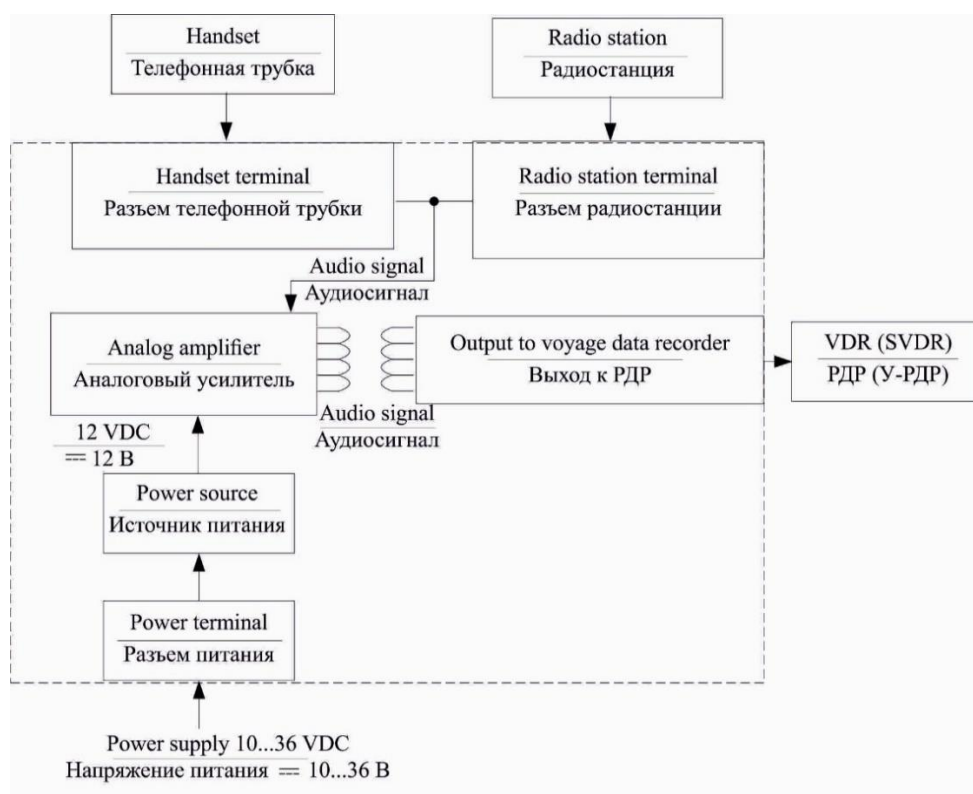 Handset
Телефонная трубка
Radio station
Радиостанция
Handset terminal
Разъем телефонной трубки
Radio station terminal
Разъем радиостанции
Audio signal
Аудиосигнал
Analog amplifier
Аналоговый усилитель
Output to voyage data recorder
Выход к РДР
VDR (SVDR)
РДР (У-РДР)
Audio signal
Аудиосигнал
12 VDC
⎓ 12 В
Power source
Источник питания
Power terminal
Разъем питания
Power supply 10...36 VDC
Напряжение питания ⎓ 10...36 В